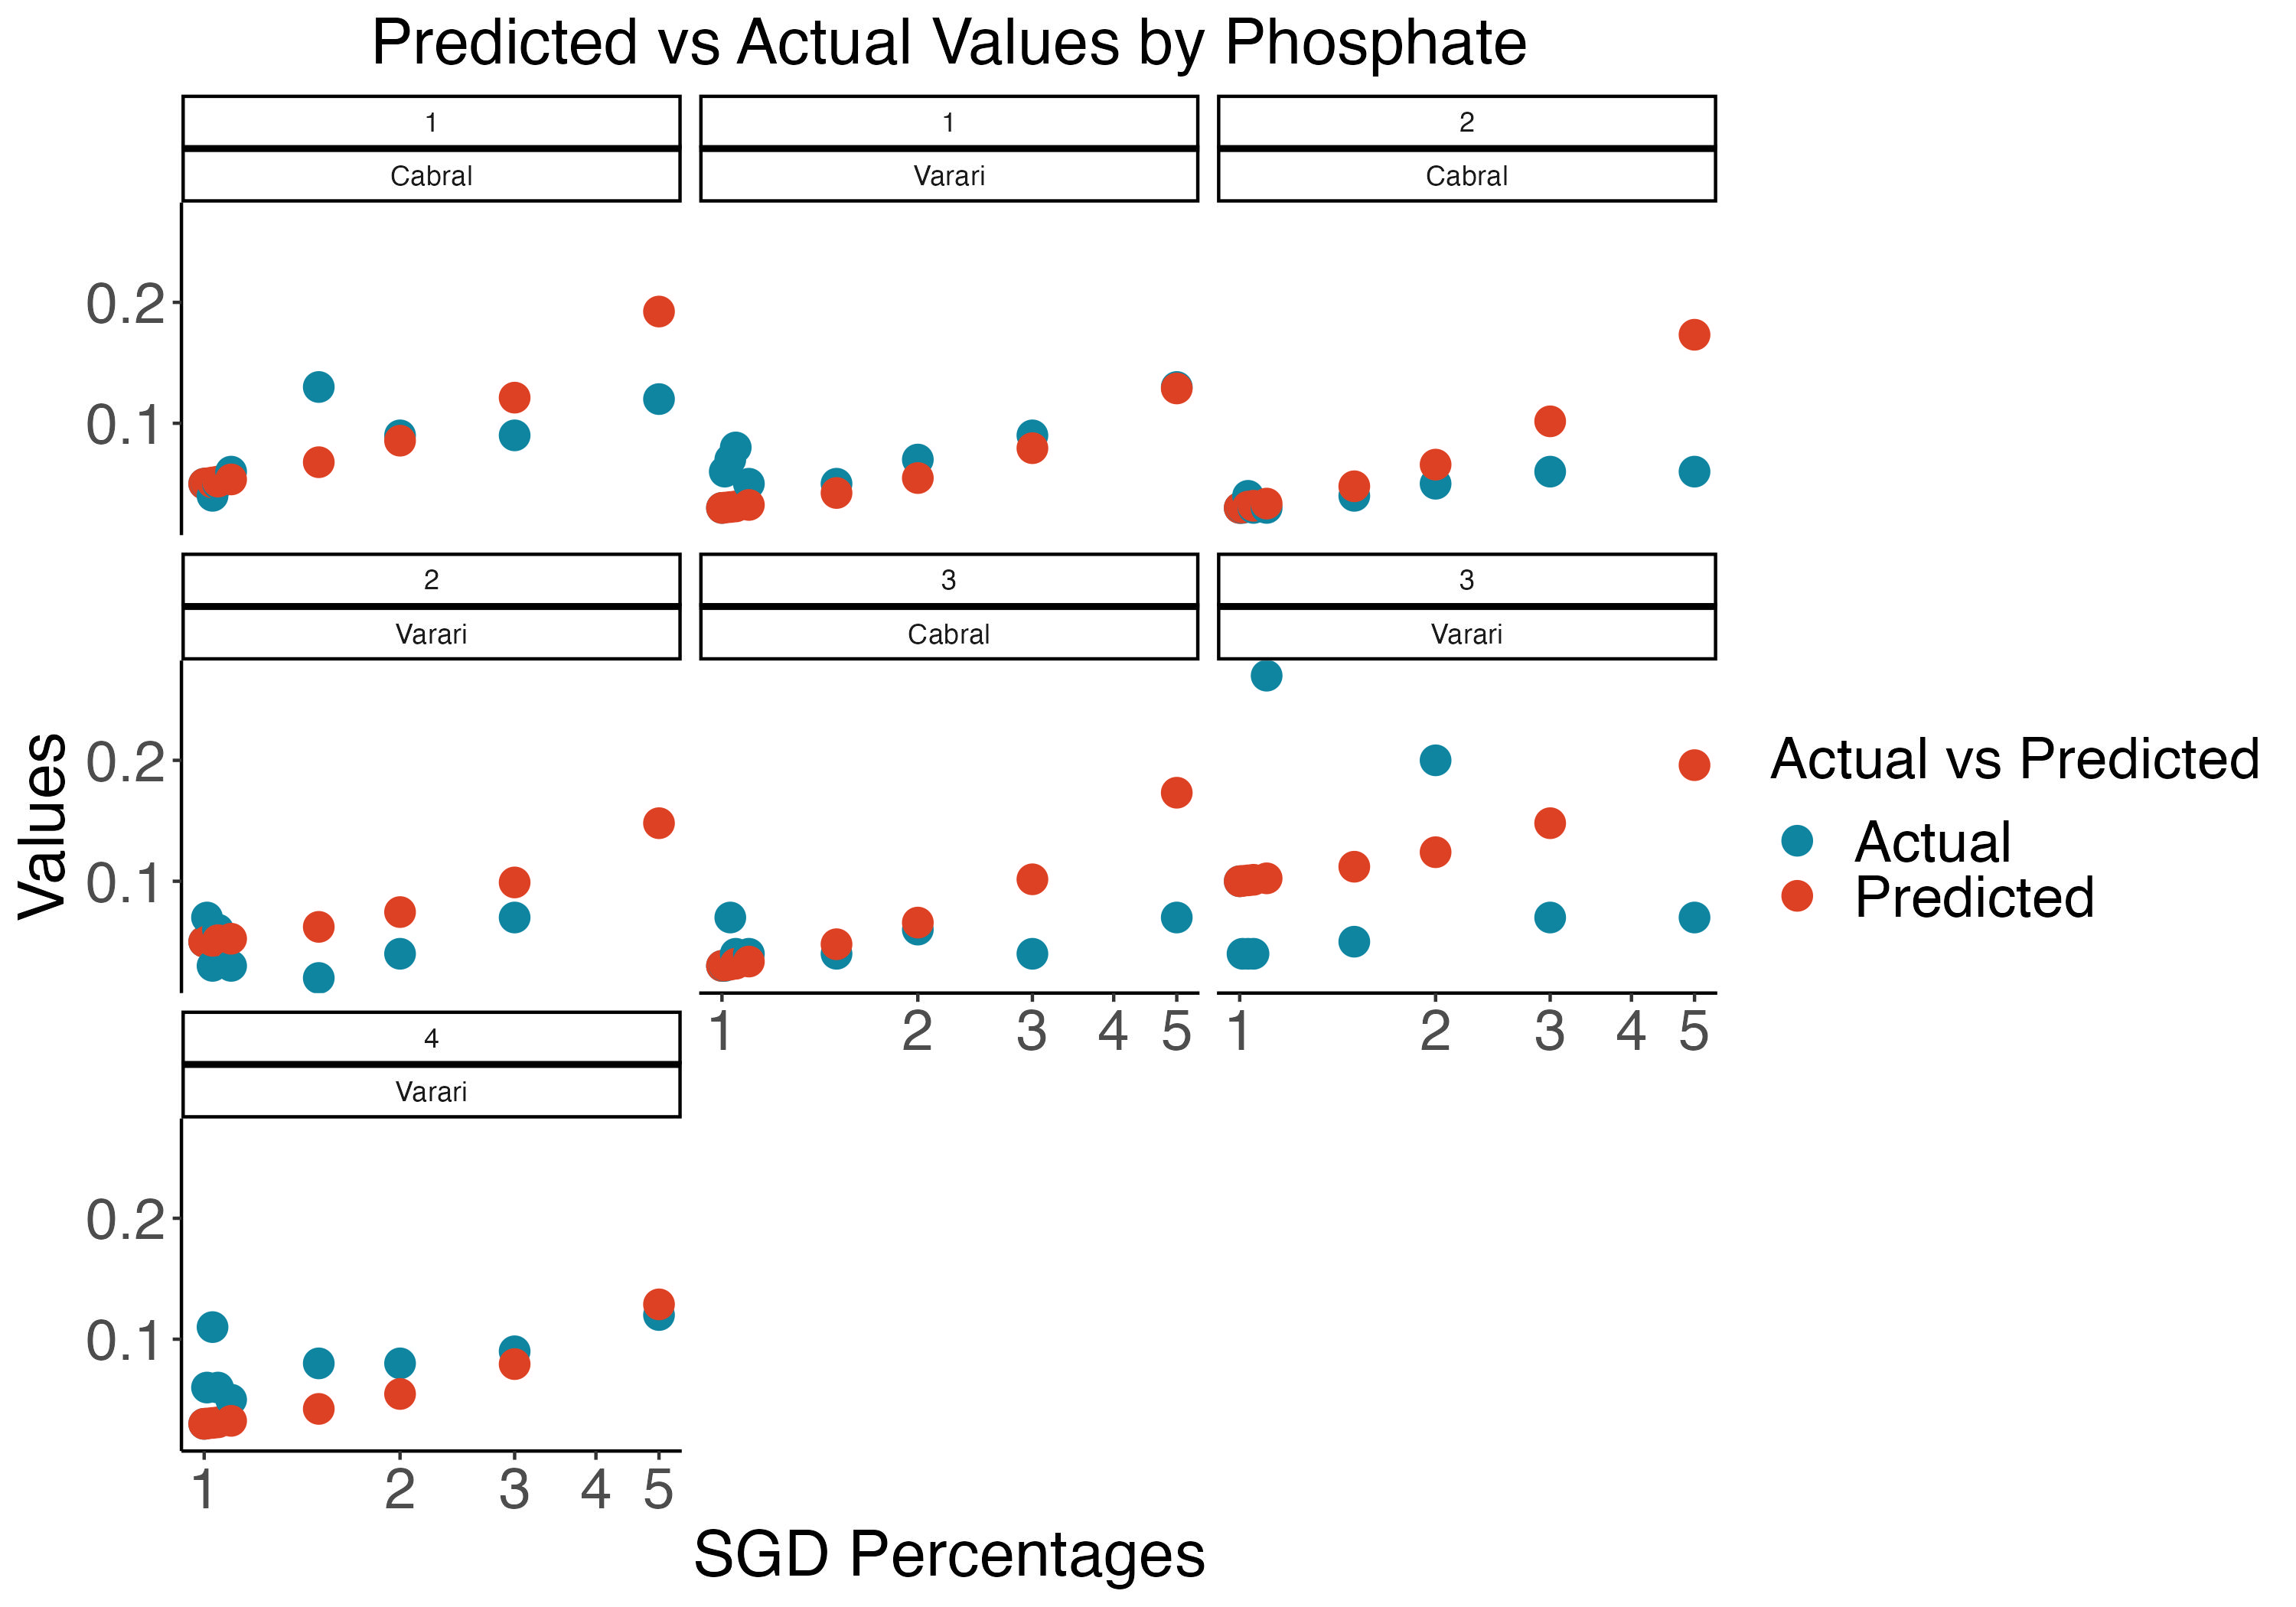 Predicted vs Actual Values by Phosphate
1 1 2
Cabral Varari Cabral
0.2
0.1
2 3 3
Varari Cabral Varari
0.2
0.1
1 2 3 4 5 1 2 3 4 5
4
Varari
0.2
0.1
1 2 3 4 5
SGD Percentages
Values
Actual vs Predicted
Actual
Predicted